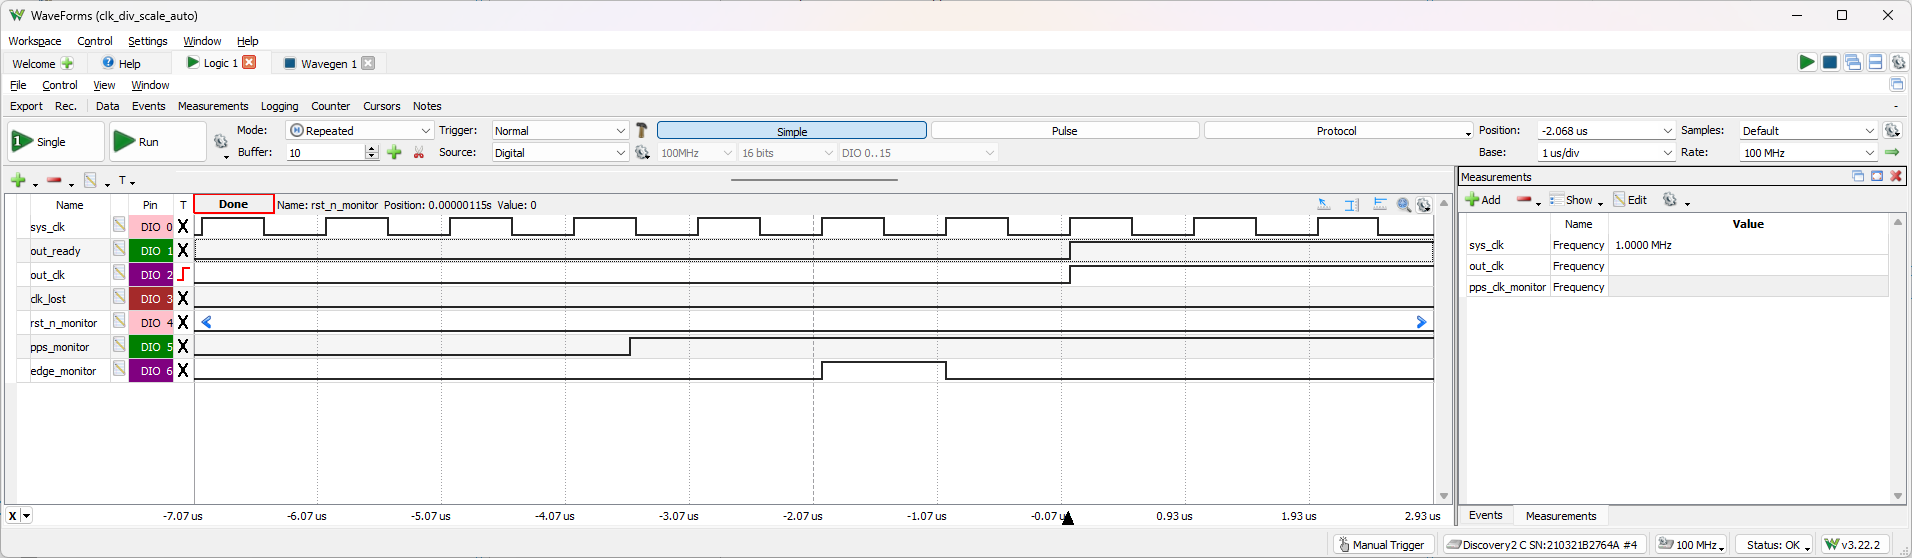 WaveForms (clk_div_scale_auto)
Workspace Control Settings Window Help
Welcome Help Logic 1 Wavegen 1
File Control View Window
Export Rec. Data Events Measurements Logging Counter Cursors Notes
Single Run Mode: Repeated Trigger: Normal Simple Pulse Protocol Position: -2.068 us Samples: Default
Buffer: 10 Source: Digital 100MHz 16 bits DIO 0..15 Base: 1 us/div Rate: 100 MHz
T
Measurements
Name Pin T Done Name: rst_n_monitor Position: 0.00000115s Value: 0
Add Show Edit
sys_clk DIO 0 X
Name Value
out_ready DIO 1 X
sys_clk Frequency 1.0000 MHz
out_clk DIO 2
out_clk Frequency
clk_lost DIO 3 X
pps_clk_monitor Frequency
rst_n_monitor DIO 4 X
pps_monitor DIO 5 X
edge_monitor DIO 6 X
X -7.07 us -6.07 us -5.07 us -4.07 us -3.07 us -2.07 us -1.07 us -0.07 us 0.93 us 1.93 us 2.93 us
Events Measurements
Manual Trigger Discovery2 C SN:210321B2764A #4 100 MHz Status: OK v3.22.2